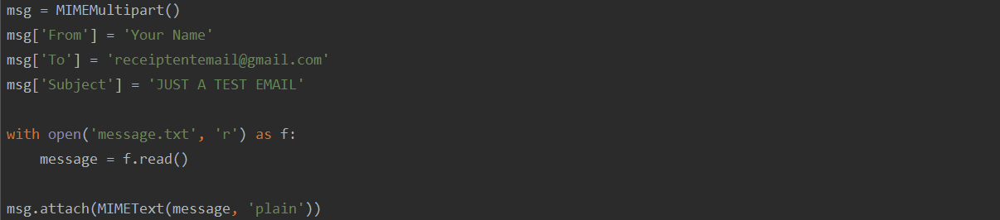 msg = MIMEMultipart()
msg['From'] = 'Your Name'
msg['To'] = 'receiptentemail@gmail.com'
msg['Subject'] = 'JUST A TEST EMAIL'
with open('message.txt', 'r') as f:
    message = f.read()
msg.attach(MIMEText(message, 'plain'))